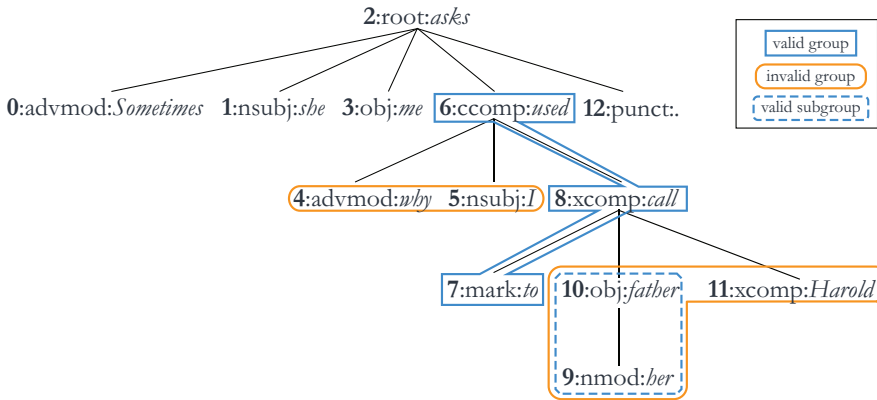 2:root:asks
valid group
invalid group
valid subgroup
0:advmod:Sometimes 1:nsubj:she 3:obj:me 6:ccomp:used 12:punct:.
4:advmod:why 5:nsubj:I 8:xcomp:call
7:mark:to 10:obj:father 11:xcomp:Harold
9:nmod:her